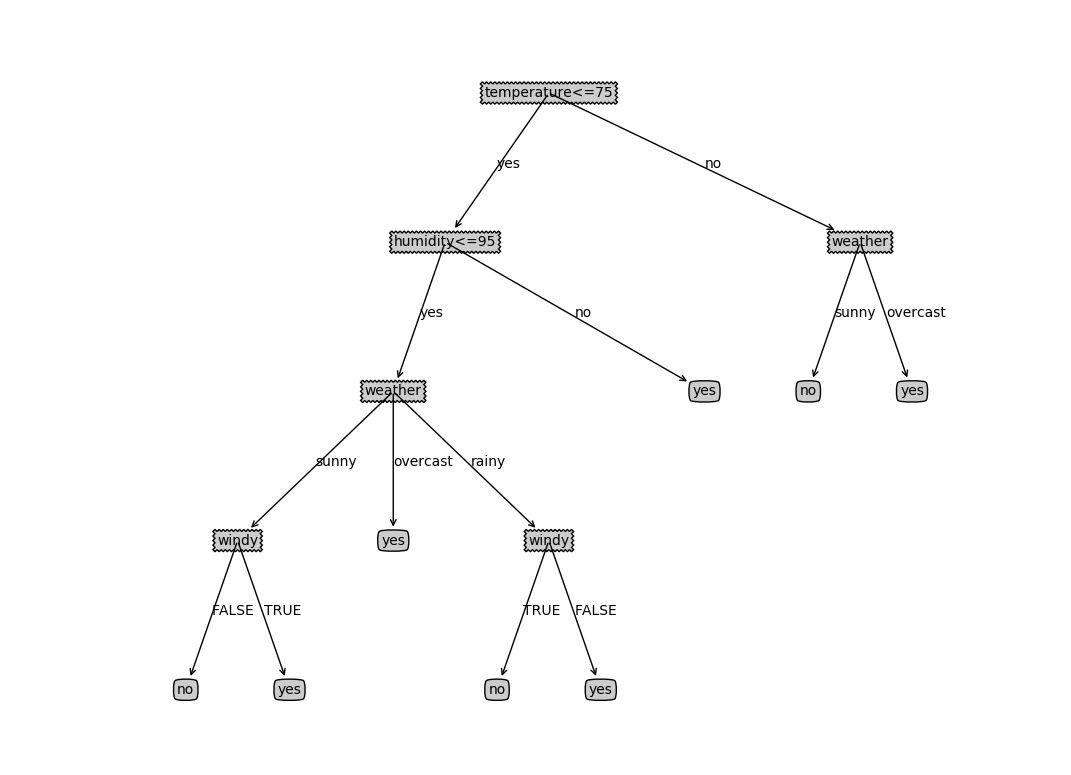 temperature<=75
yes
no
humidity<=95
weather
yes
no
sunny
overcast
weather
yes
no
yes
sunny
overcast
rainy
windy
yes
windy
FALSE
TRUE
TRUE
FALSE
no
yes
no
yes